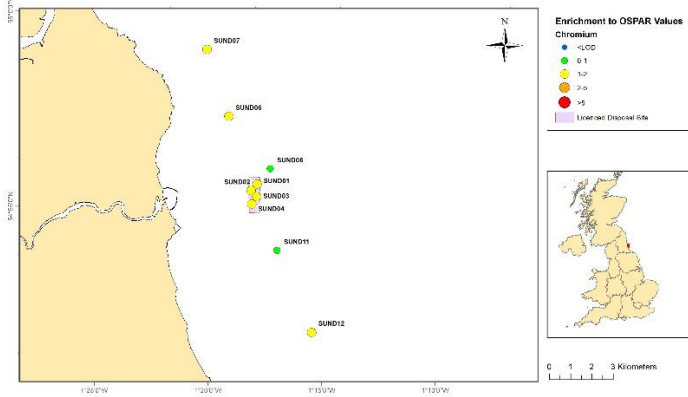 N
SUND07
SUND06
SUND08
SUND02
SUND01
SUND03
SUND04
SUND11
SUND12
1°20'0"W
1°15'0"W
1°10'0"W
Enrichment to OSPAR Values
Chromium
<LOD
0-1
1-2
2-5
>5
Licenced Disposal Site
0 1 2 3 Kilometers